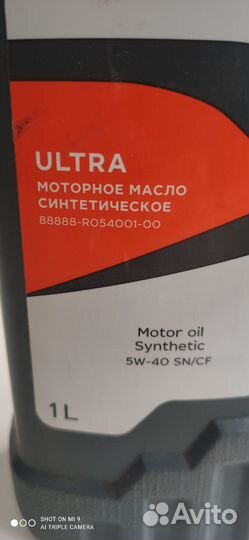 ULTRA
МОТОРНОЕ МАСЛО
СИНТЕТИЧЕСКОЕ
88888-R054001-00
Motor oil
Synthetic
5W-40 SN/CF
1 L
SHOT ON MI 9
AI TRIPLE CAMERA
Avito